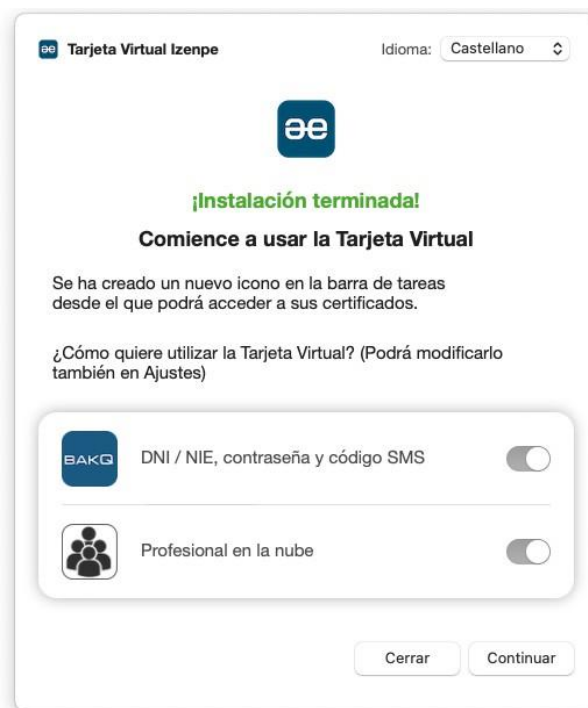 ae Tarjeta Virtual Izenpe
Idioma: Castellano
ae
¡Instalación terminada!
Comience a usar la Tarjeta Virtual
Se ha creado un nuevo icono en la barra de tareas
desde el que podrá acceder a sus certificados.
¿Cómo quiere utilizar la Tarjeta Virtual? (Podrá modificarlo
también en Ajustes)
BAKQ DNI / NIE, contraseña y código SMS
Profesional en la nube
Cerrar Continuar